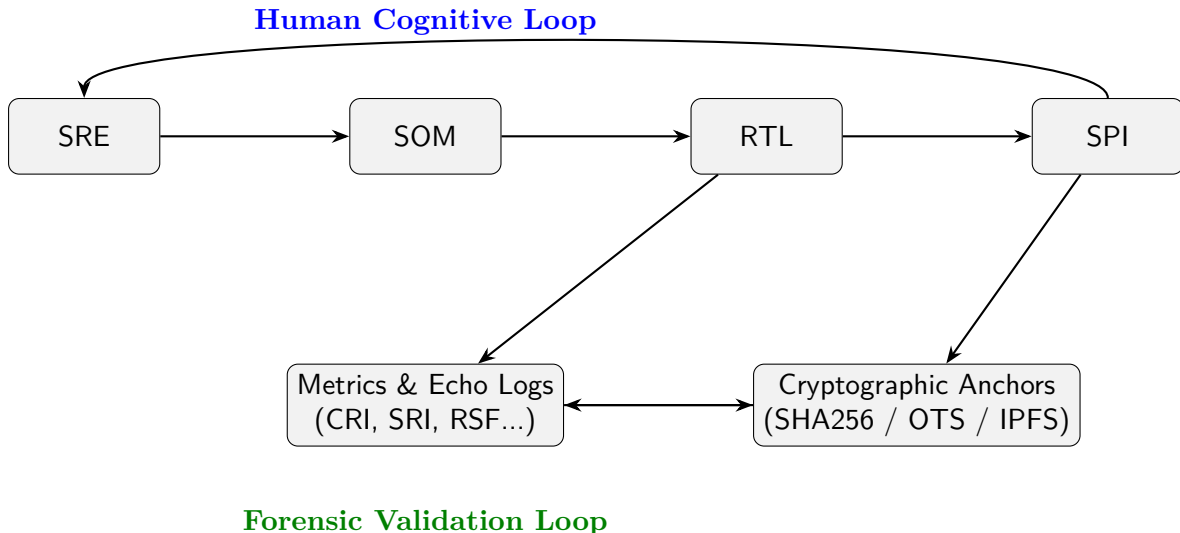 Human Cognitive Loop
SRE
SOM
RTL
SPI
Metrics & Echo Logs
(CRI, SRI, RSF...)
Cryptographic Anchors
(SHA256 / OTS / IPFS)
Forensic Validation Loop